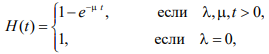 H(t) = { 1 − e^{−μ t}, если λ, μ, t > 0,
1, если λ = 0,